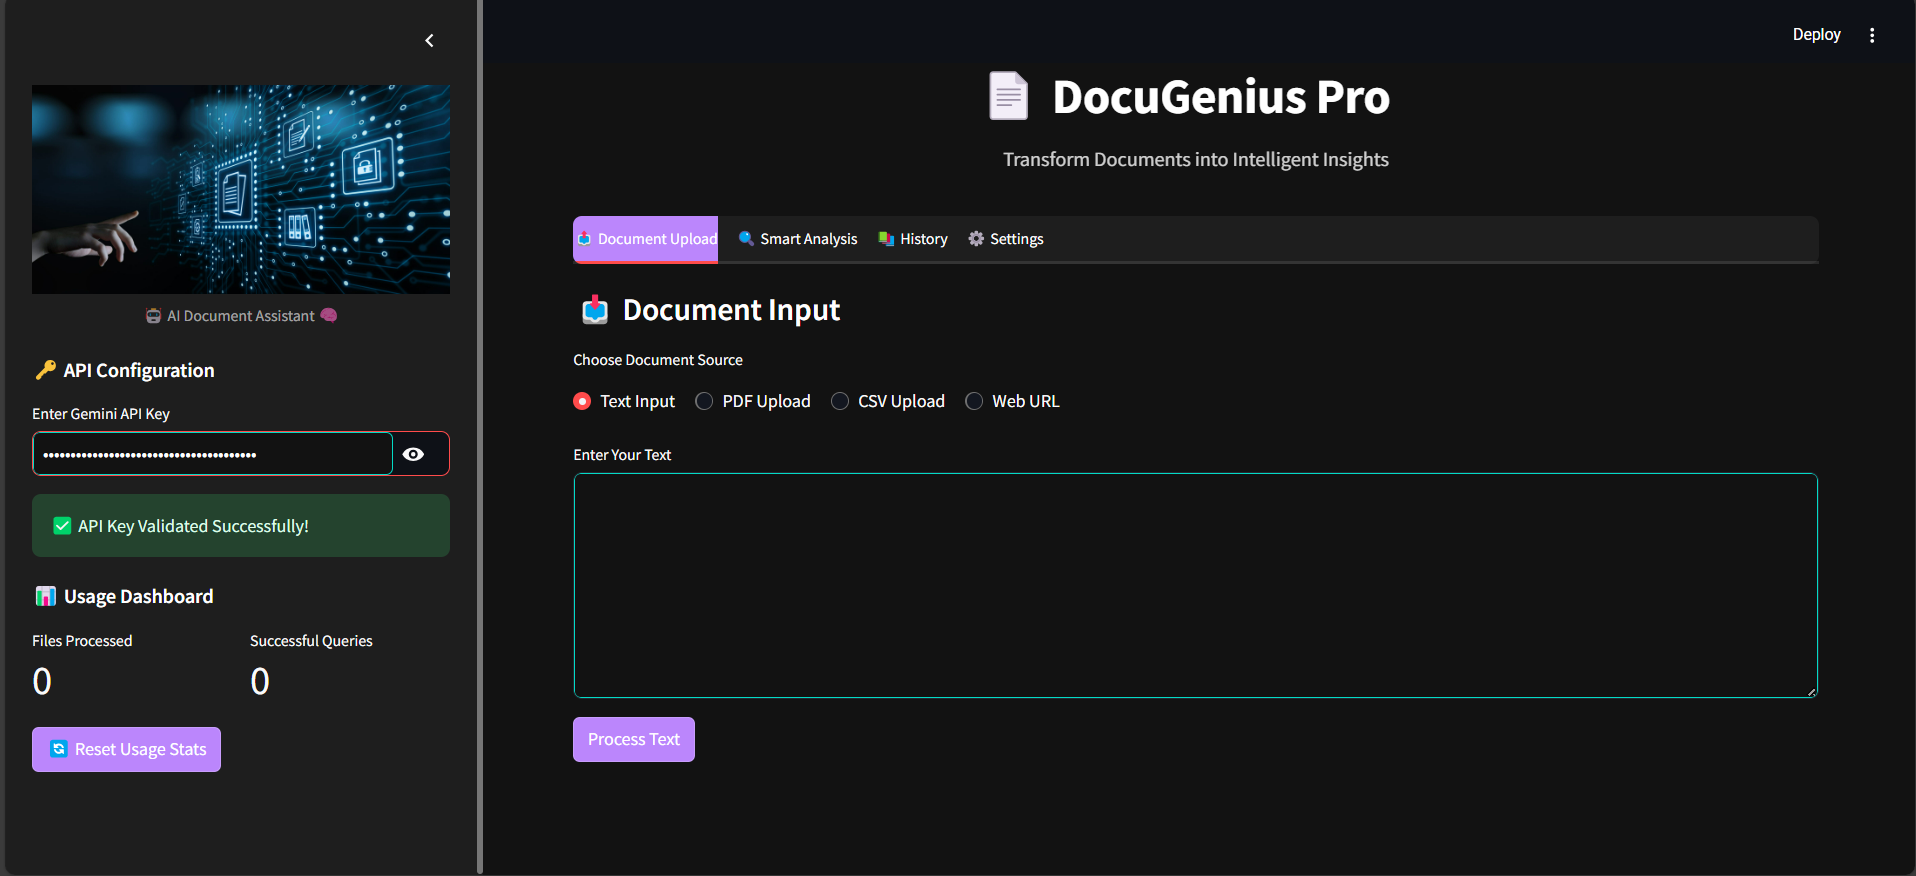 AI Document Assistant
API Configuration
Enter Gemini API Key
API Key Validated Successfully!
Usage Dashboard
Files Processed
Successful Queries
0
0
Reset Usage Stats
Deploy
DocuGenius Pro
Transform Documents into Intelligent Insights
Document Upload
Smart Analysis
History
Settings
Document Input
Choose Document Source
Text Input
PDF Upload
CSV Upload
Web URL
Enter Your Text
Process Text